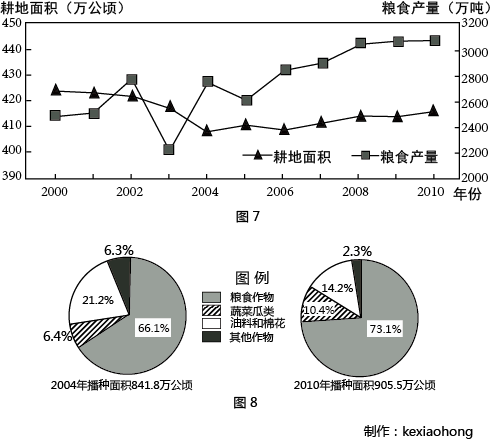 耕地面积（万公顷）
粮食产量（万吨）
450
430
420
410
400
390
3200
3000
2800
2600
2400
2200
2000
耕地面积
粮食产量
2000 2002 2004 2006 2008 2010 年份
图 7
6.3%
21.2%
6.4%
66.1%
2004年播种面积841.8万公顷
图 例
粮食作物
蔬菜瓜类
油料和棉花
其他作物
2.3%
14.2%
10.4%
73.1%
2010年播种面积905.5万公顷
图 8
制作：kexiaohong